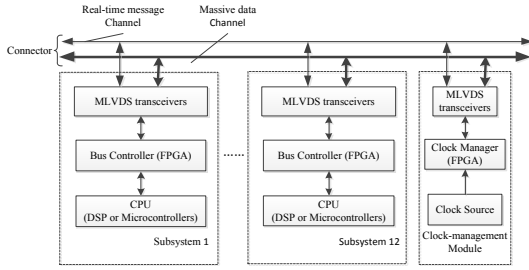 Real-time message
Channel
Massive data
Channel
Connector
MLVDS transceivers
Bus Controller (FPGA)
CPU
(DSP or Microcontrollers)
Subsystem 1
......
MLVDS transceivers
Bus Controller (FPGA)
CPU
(DSP or Microcontrollers)
Subsystem 12
MLVDS
transceivers
Clock Manager
(FPGA)
Clock Source
Clock-management
Module